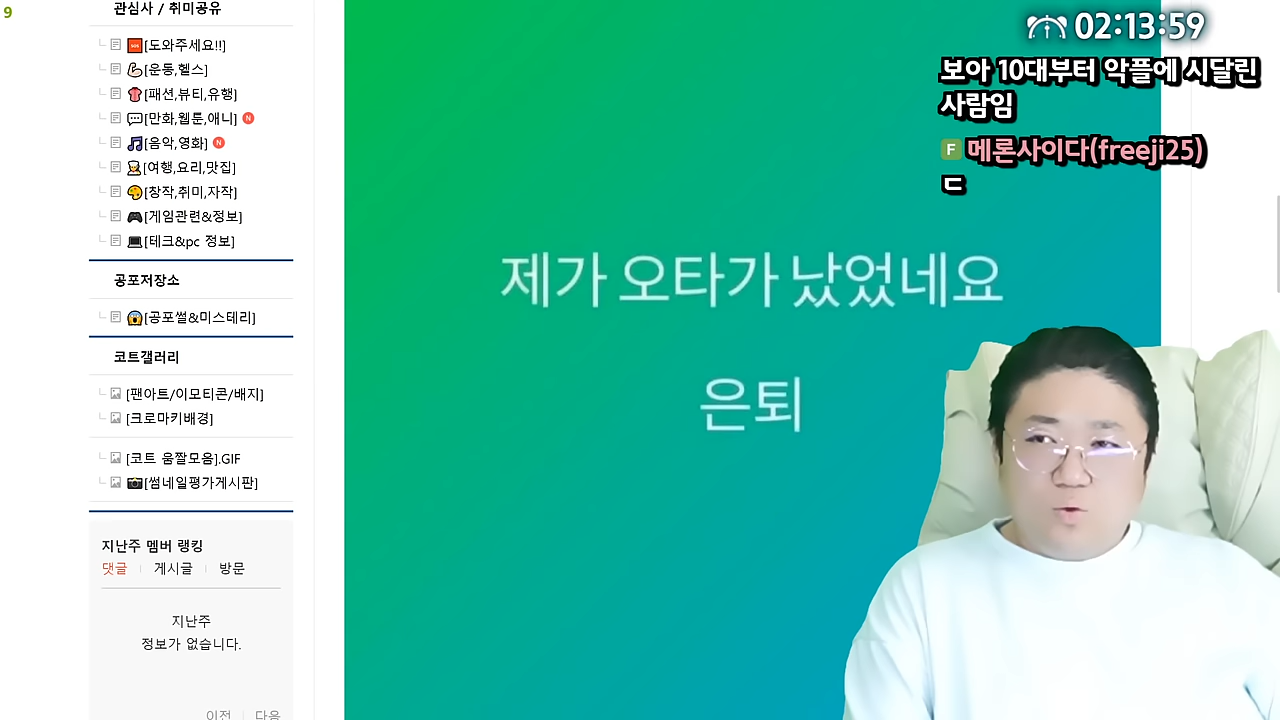 9
관심사 / 취미공유
[도와주세요!!]
[운동,헬스]
[패션,뷰티,유행]
[만화,웹툰,애니] N
[음악,영화] N
[여행,요리,맛집]
[창작,취미,자작]
[게임관련&정보]
[테크&pc 정보]
공포저장소
[공포썰&미스테리]
코트갤러리
[팬아트/이모티콘/배지]
[크로마키배경]
[코트 움짤모음].GIF
[썸네일평가게시판]
지난주 멤버 랭킹
댓글 게시글 방문
지난주
정보가 없습니다.
이전 다음
제가 오타가 났었네요
은퇴
02:13:59
보아 10대부터 악플에 시달린
사람임
F 메론사이다(freeji25)
ㄷ